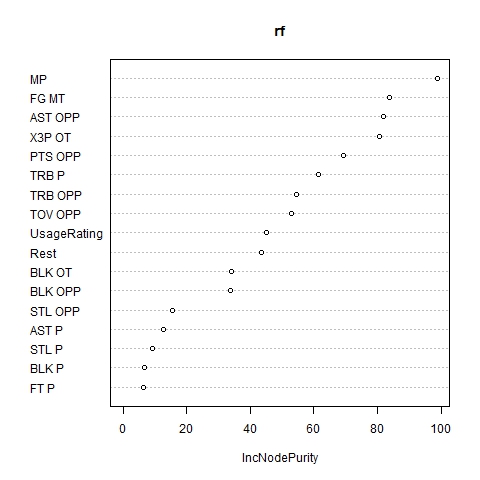 rf
MP
FG MT
AST OPP
X3P OT
PTS OPP
TRB P
TRB OPP
TOV OPP
UsageRating
Rest
BLK OT
BLK OPP
STL OPP
AST P
STL P
BLK P
FT P
0 20 40 60 80 100
IncNodePurity